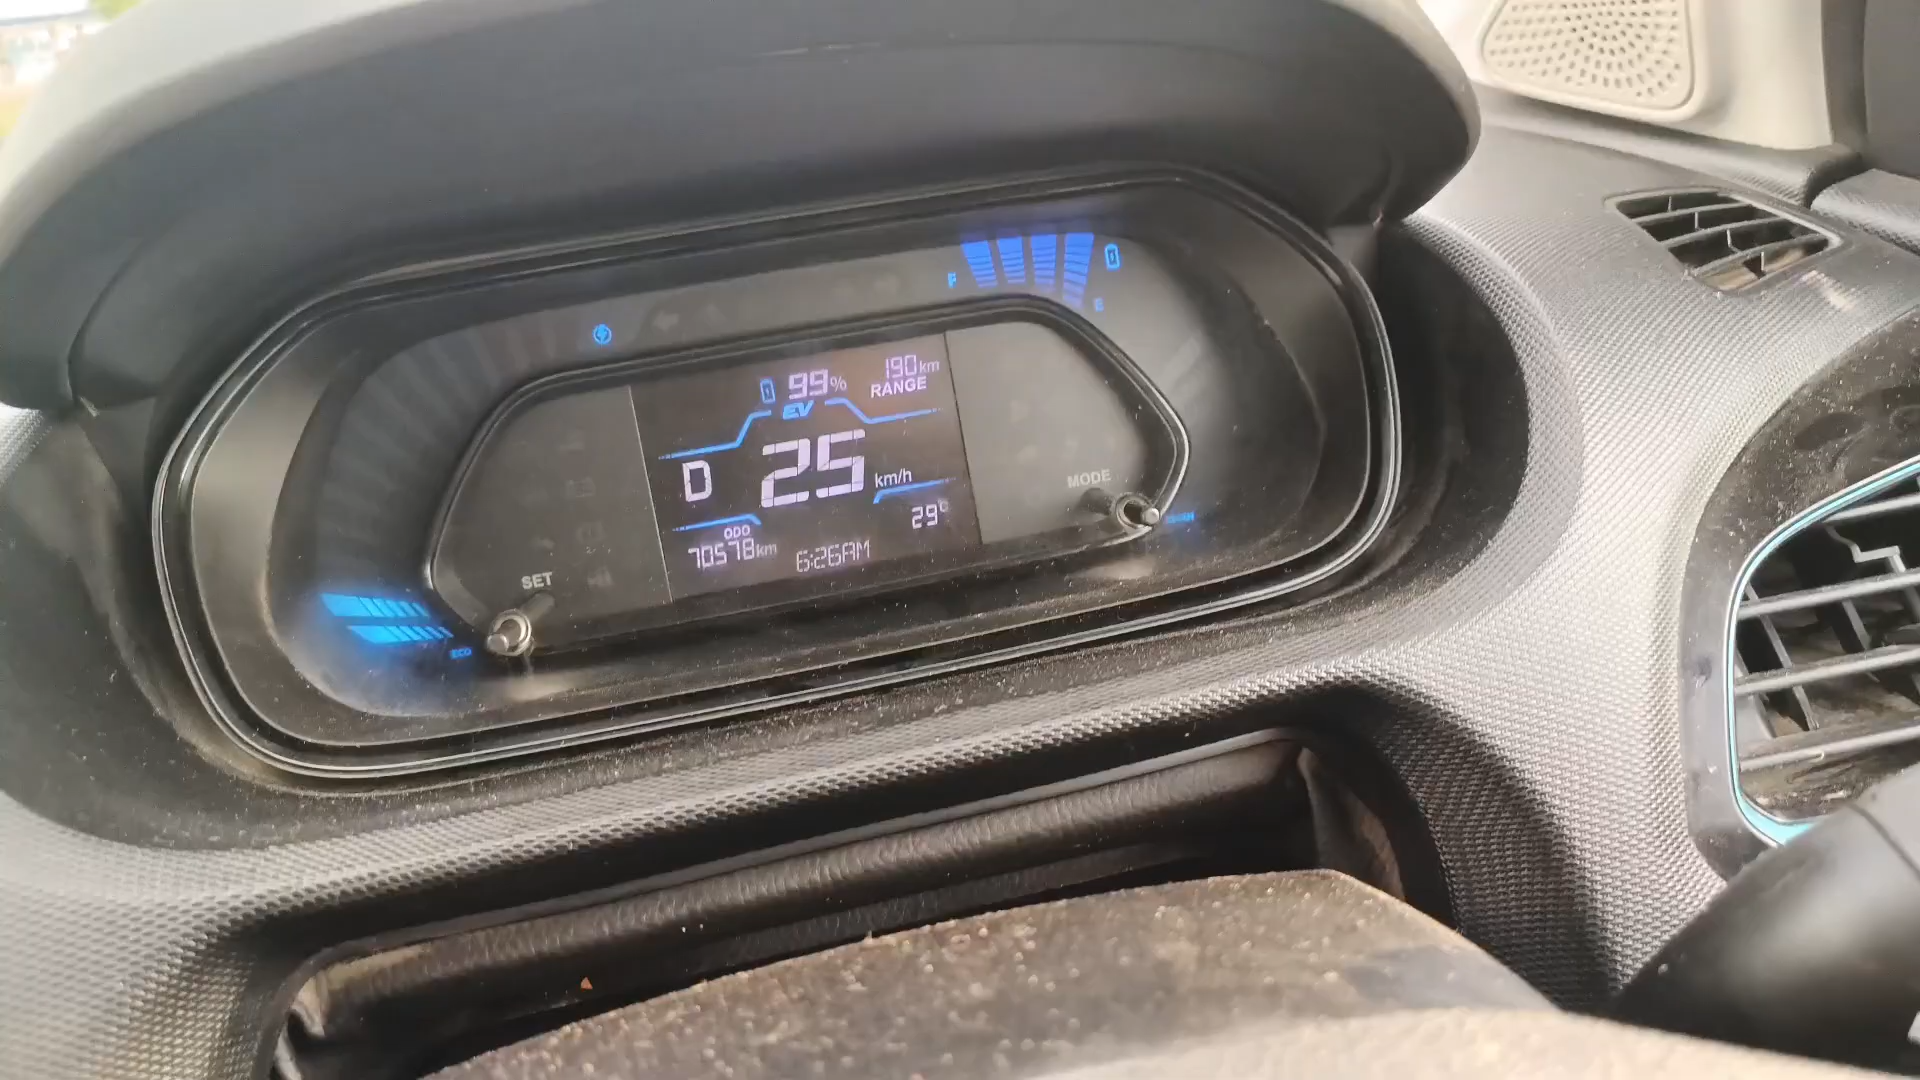 F
E
99%
190km
RANGE
EV
D
25 km/h
MODE
29°C
ODO
70578km
6:26AM
SET
ECO